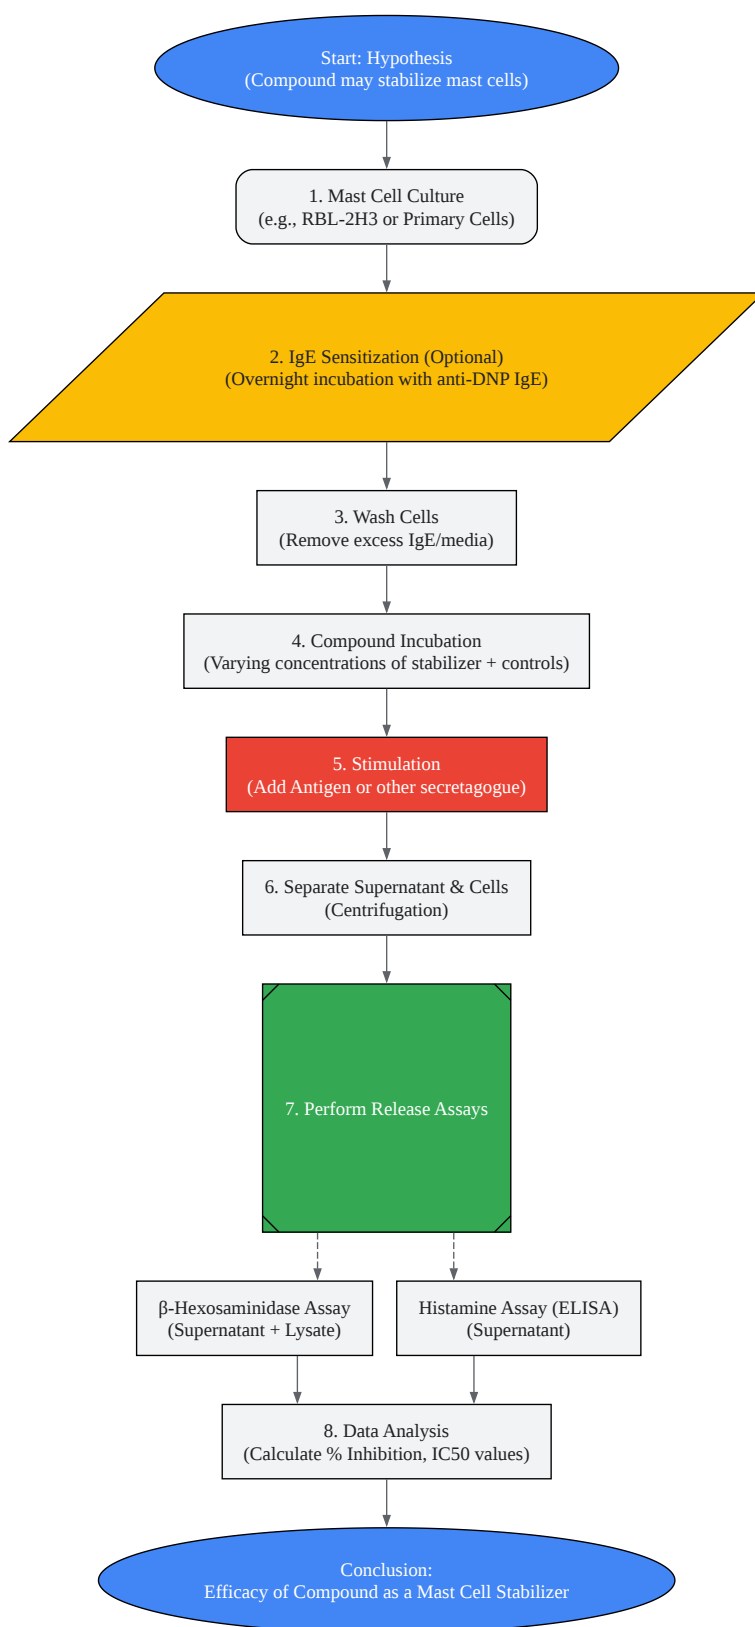 Start: Hypothesis
(Compound may stabilize mast cells)
1. Mast Cell Culture
(e.g., RBL-2H3 or Primary Cells)
2. IgE Sensitization (Optional)
(Overnight incubation with anti-DNP IgE)
3. Wash Cells
(Remove excess IgE/media)
4. Compound Incubation
(Varying concentrations of stabilizer + controls)
5. Stimulation
(Add Antigen or other secretagogue)
6. Separate Supernatant & Cells
(Centrifugation)
7. Perform Release Assays
β-Hexosaminidase Assay
(Supernatant + Lysate)
Histamine Assay (ELISA)
(Supernatant)
8. Data Analysis
(Calculate % Inhibition, IC50 values)
Conclusion:
Efficacy of Compound as a Mast Cell Stabilizer